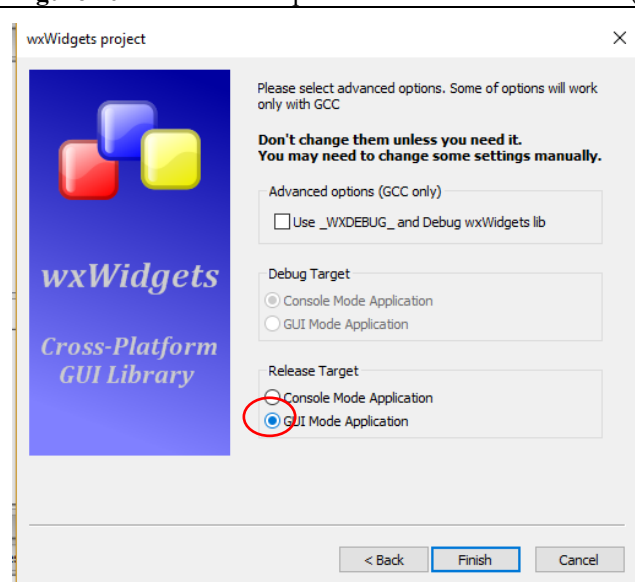 wxWidgets project
Please select advanced options. Some of options will work
only with GCC
Don't change them unless you need it.
You may need to change some settings manually.
Advanced options (GCC only)
Use _WXDEBUG_ and Debug wxWidgets lib
wxWidgets
Debug Target
Console Mode Application
GUI Mode Application
Cross-Platform
GUI Library
Release Target
Console Mode Application
GUI Mode Application
< Back
Finish
Cancel